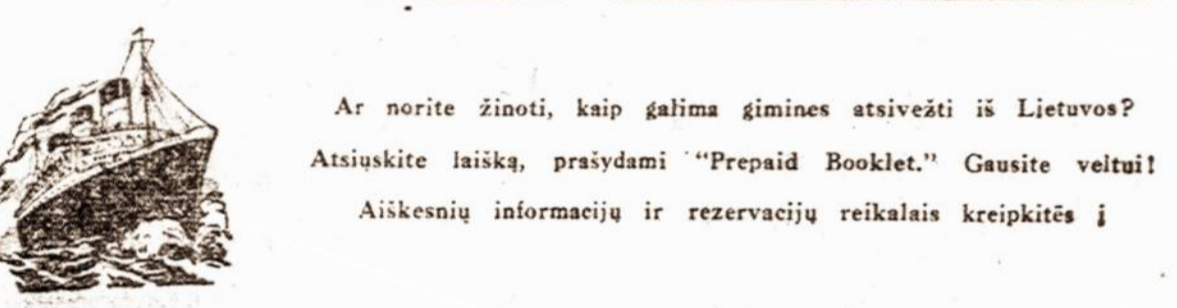 Ar norite žinoti, kaip galima gimines atsivežti iš Lietuvos?
Atsiųskite laišką, prašydami "Prepaid Booklet." Gausite veltui!
Aiškesnių informacijų ir rezervacijų reikalais kreipkitēs į